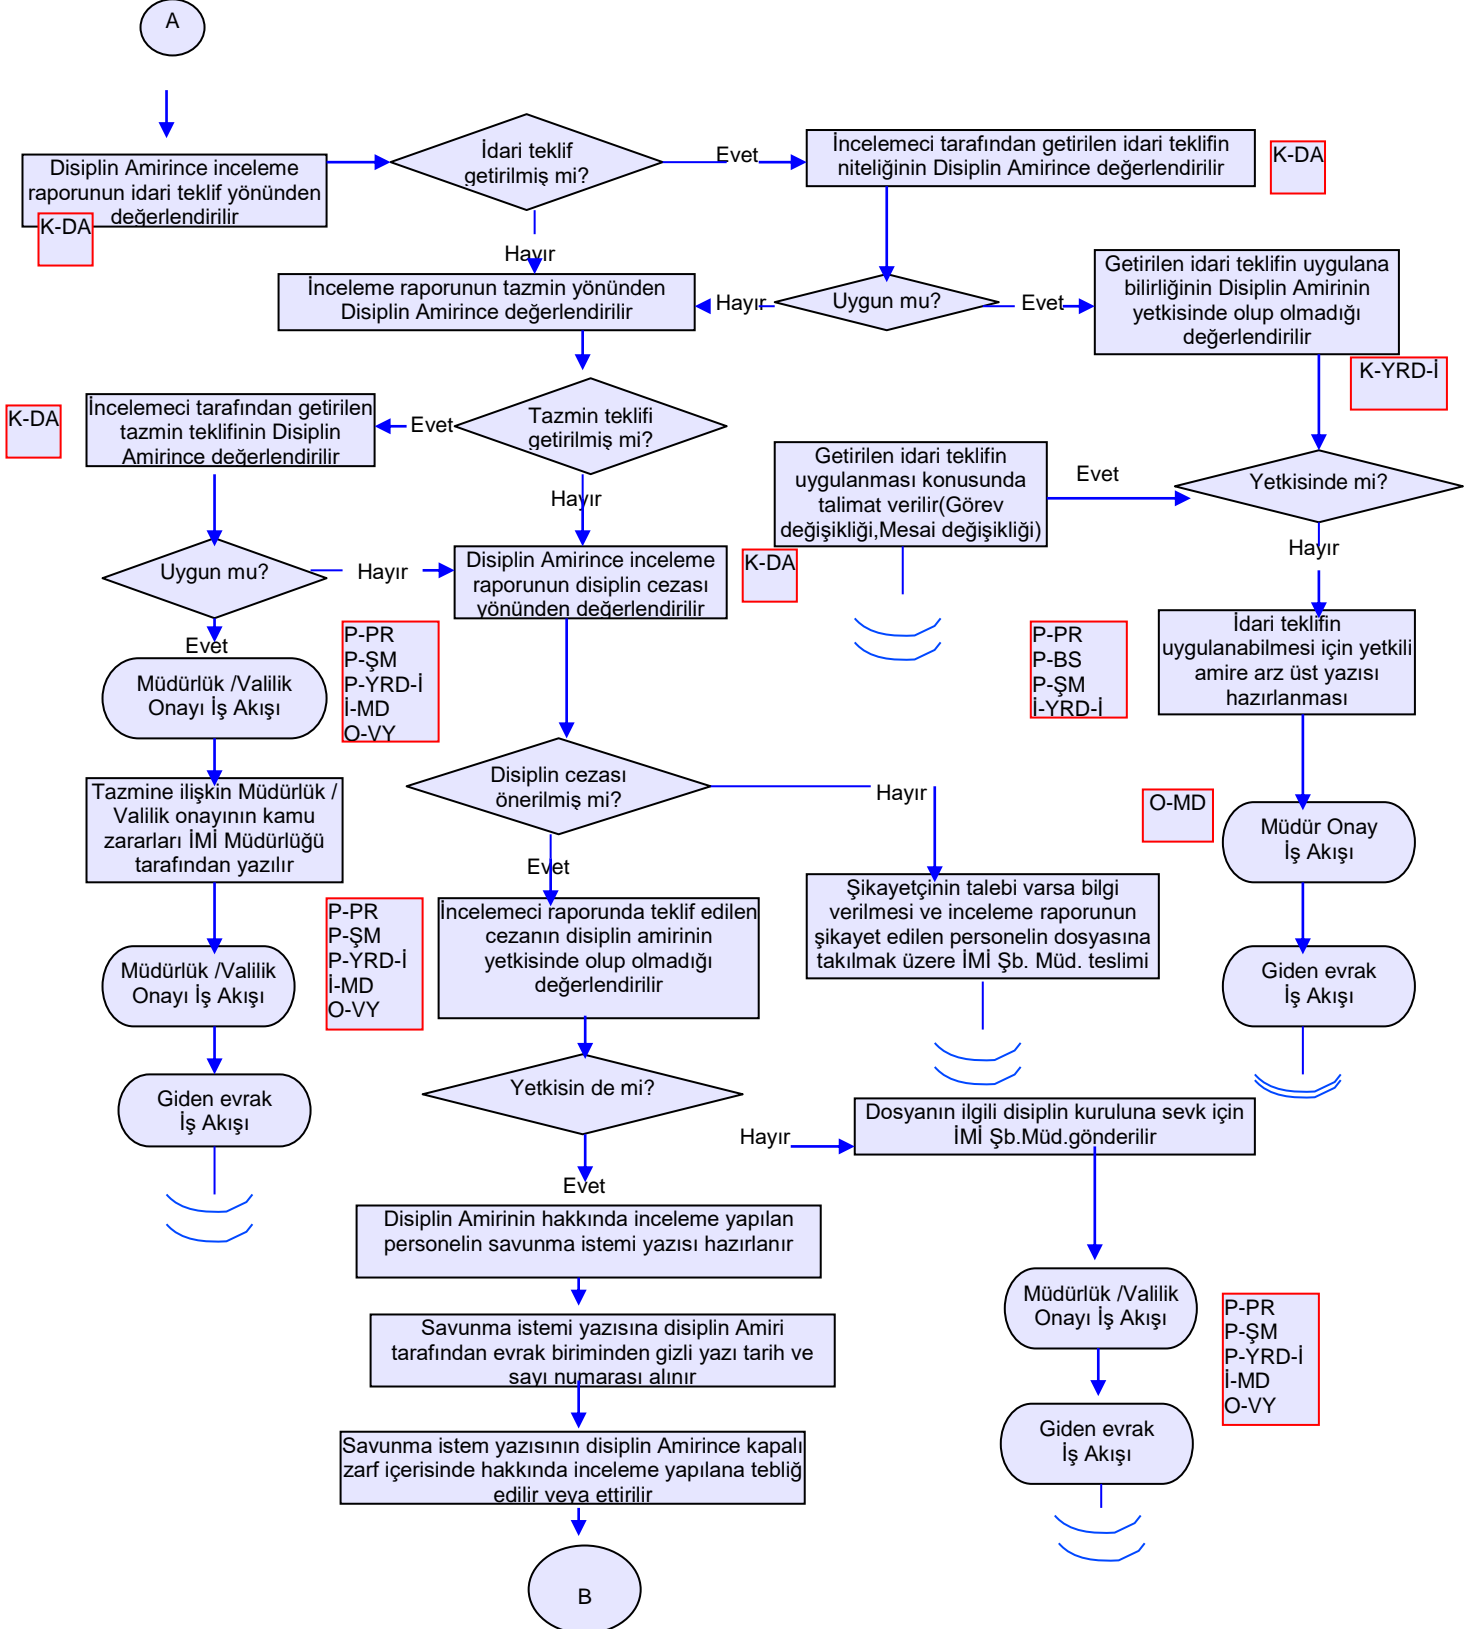 A
Disiplin Amirince inceleme
raporunun idari teklif yönünden
değerlendirilir
K-DA
İdari teklif
getirilmiş mi?
Evet
İncelemeci tarafından getirilen idari teklifin
niteliğinin Disiplin Amirince değerlendirilir
K-DA
Hayır
İnceleme raporunun tazmin yönünden
Disiplin Amirince değerlendirilir
Hayır
Uygun mu?
Evet
Getirilen idari teklifin uygulana
bilirliğinin Disiplin Amirinin
yetkisinde olup olmadığı
değerlendirilir
K-YRD-İ
K-DA
İncelemeci tarafından getirilen
tazmin teklifinin Disiplin
Amirince değerlendirilir
Evet
Tazmin teklifi
getirilmiş mi?
Hayır
Getirilen idari teklifin
uygulanması konusunda
talimat verilir(Görev
değişikliği,Mesai değişikliği)
Evet
Yetkisinde mi?
Hayır
Uygun mu?
Hayır
Disiplin Amirince inceleme
raporunun disiplin cezası
yönünden değerlendirilir
K-DA
Evet
P-PR
P-ŞM
P-YRD-İ
İ-MD
O-VY
P-PR
P-BS
P-ŞM
İ-YRD-İ
İdari teklifin
uygulanabilmesi için yetkili
amire arz üst yazısı
hazırlanması
Müdürlük /Valilik
Onayı İş Akışı
Disiplin cezası
önerilmiş mi?
Hayır
O-MD
Müdür Onay
İş Akışı
Tazmine ilişkin Müdürlük /
Valilik onayının kamu
zararları İMİ Müdürlüğü
tarafından yazılır
Evet
Şikayetçinin talebi varsa bilgi
verilmesi ve inceleme raporunun
şikayet edilen personelin dosyasına
takılmak üzere İMİ Şb. Müd. teslimi
P-PR
P-ŞM
P-YRD-İ
İ-MD
O-VY
İncelemeci raporunda teklif edilen
cezanın disiplin amirinin
yetkisinde olup olmadığı
değerlendirilir
Müdürlük /Valilik
Onayı İş Akışı
Giden evrak
İş Akışı
Giden evrak
İş Akışı
Yetkisin de mi?
Hayır
Dosyanın ilgili disiplin kuruluna sevk için
İMİ Şb.Müd.gönderilir
Evet
Disiplin Amirinin hakkında inceleme yapılan
personelin savunma istemi yazısı hazırlanır
Müdürlük /Valilik
Onayı İş Akışı
P-PR
P-ŞM
P-YRD-İ
İ-MD
O-VY
Savunma istemi yazısına disiplin Amiri
tarafından evrak biriminden gizli yazı tarih ve
sayı numarası alınır
Giden evrak
İş Akışı
Savunma istem yazısının disiplin Amirince kapalı
zarf içerisinde hakkında inceleme yapılana tebliğ
edilir veya ettirilir
B